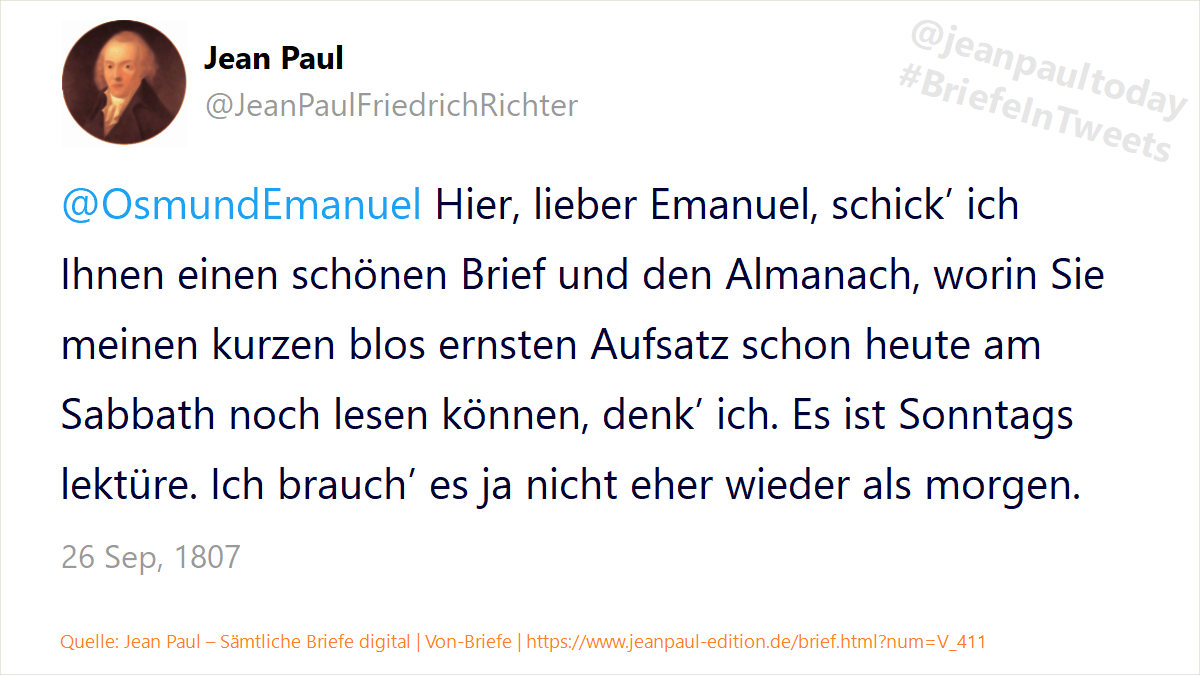 Jean Paul
@JeanPaulFriedrichRichter
@jeanpaultoday
#BriefeInTweets
@OsmundEmanuel Hier, lieber Emanuel, schick’ ich
Ihnen einen schönen Brief und den Almanach, worin Sie
meinen kurzen blos ernsten Aufsatz schon heute am
Sabbath noch lesen können, denk’ ich. Es ist Sonntags
lektüre. Ich brauch’ es ja nicht eher wieder als morgen.
26 Sep, 1807
Quelle: Jean Paul – Sämtliche Briefe digital | Von-Briefe | https://www.jeanpaul-edition.de/brief.html?num=V_411